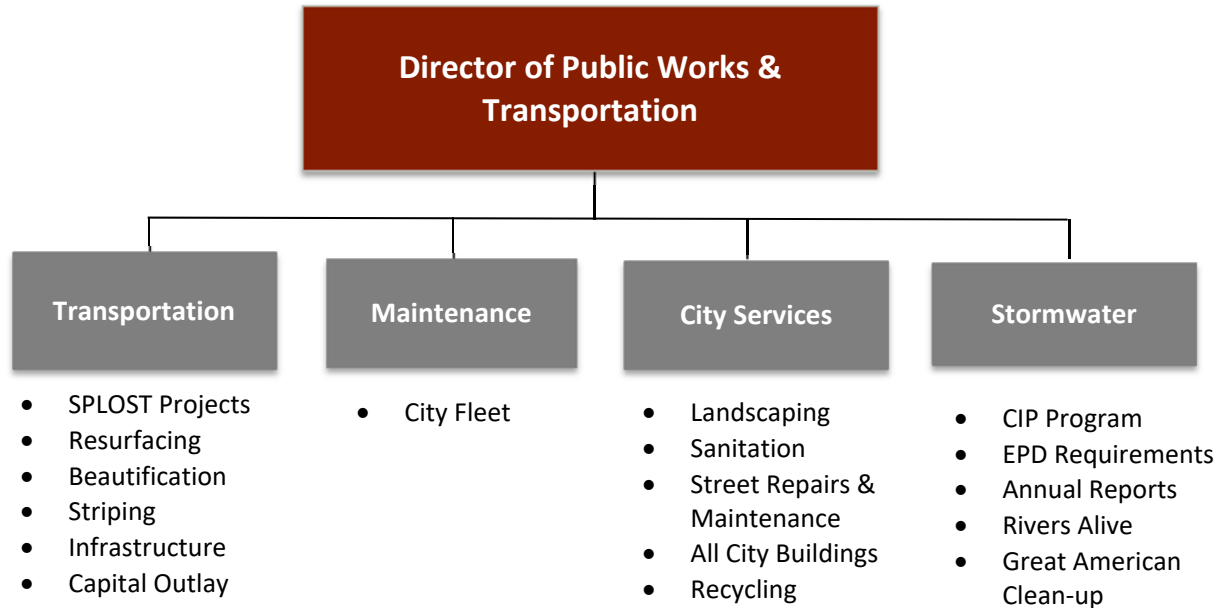 Director of Public Works &
Transportation
Transportation
Maintenance
City Services
Stormwater
• SPLOST Projects
• Resurfacing
• Beautification
• Striping
• Infrastructure
• Capital Outlay
• City Fleet
• Landscaping
• Sanitation
• Street Repairs &
Maintenance
• All City Buildings
• Recycling
• CIP Program
• EPD Requirements
• Annual Reports
• Rivers Alive
• Great American
Clean-up